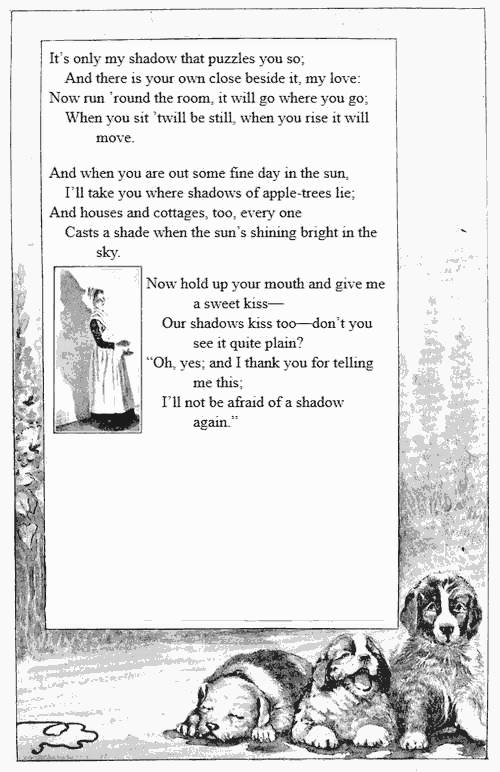 It's only my shadow that puzzles you so;
And there is your own close beside it, my love:
Now run 'round the room, it will go where you go;
When you sit 'twill be still, when you rise it will
move.
And when you are out some fine day in the sun,
I'll take you where shadows of apple-trees lie;
And houses and cottages, too, every one
Casts a shade when the sun's shining bright in the
sky.
Now hold up your mouth and give me
a sweet kiss—
Our shadows kiss too—don't you
see it quite plain?
"Oh, yes; and I thank you for telling
me this;
I'll not be afraid of a shadow
again."